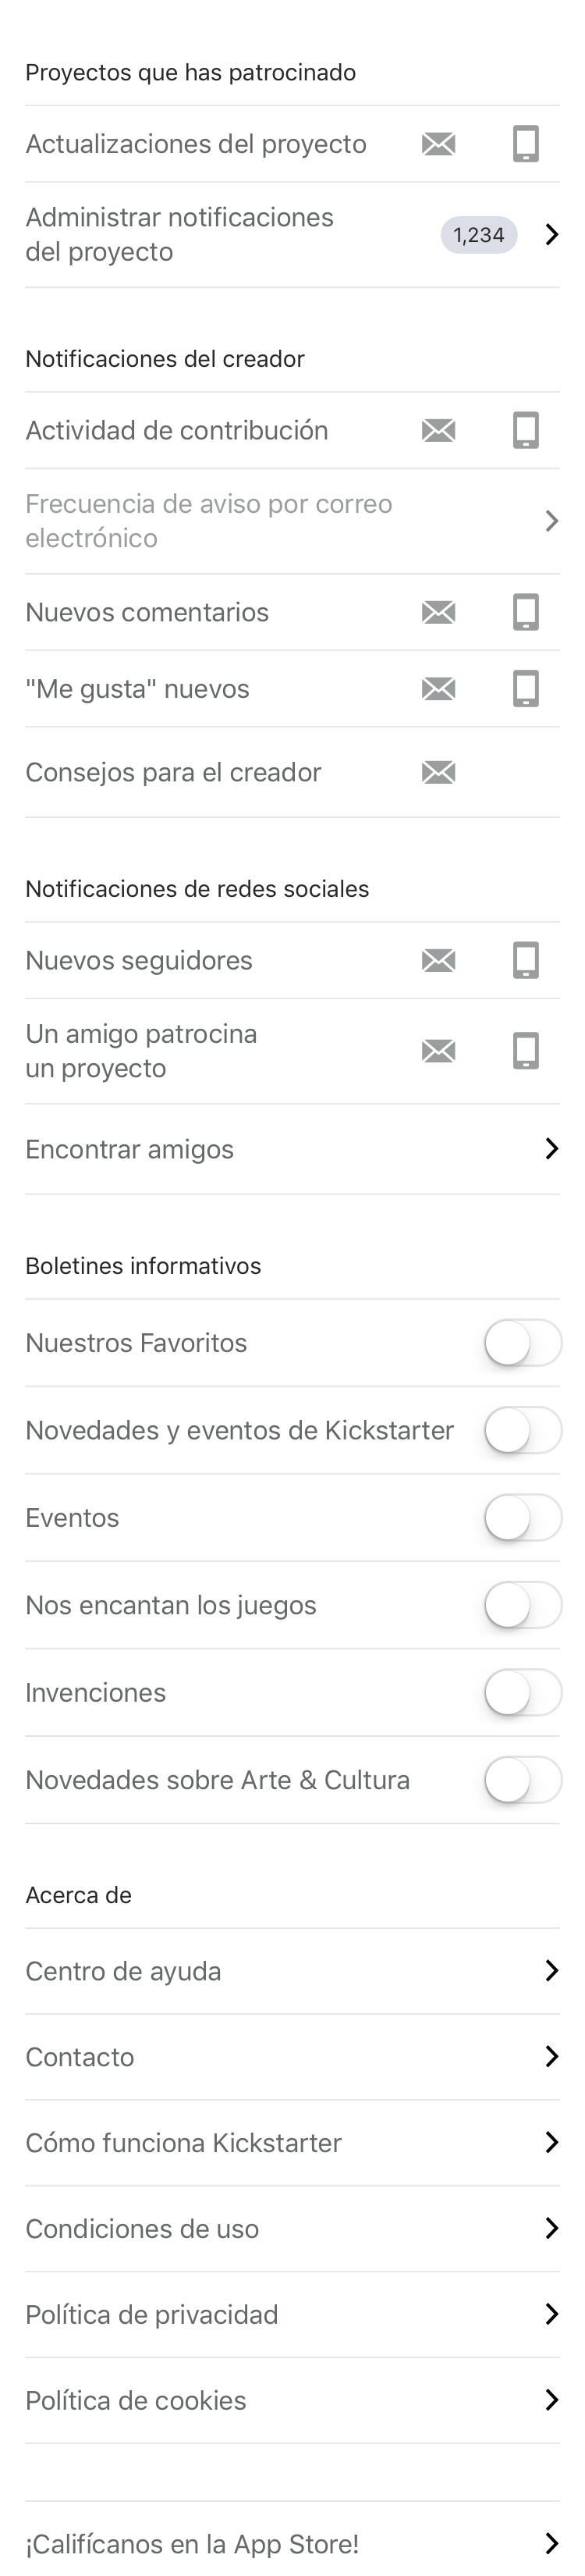 Proyectos que has patrocinado
Actualizaciones del proyecto
Administrar notificaciones
del proyecto
1,234
Notificaciones del creador
Actividad de contribución
Frecuencia de aviso por correo
electrónico
Nuevos comentarios
"Me gusta" nuevos
Consejos para el creador
Notificaciones de redes sociales
Nuevos seguidores
Un amigo patrocina
un proyecto
Encontrar amigos
Boletines informativos
Nuestros Favoritos
Novedades y eventos de Kickstarter
Eventos
Nos encantan los juegos
Invenciones
Novedades sobre Arte & Cultura
Acerca de
Centro de ayuda
Contacto
Cómo funciona Kickstarter
Condiciones de uso
Política de privacidad
Política de cookies
¡Califícanos en la App Store!